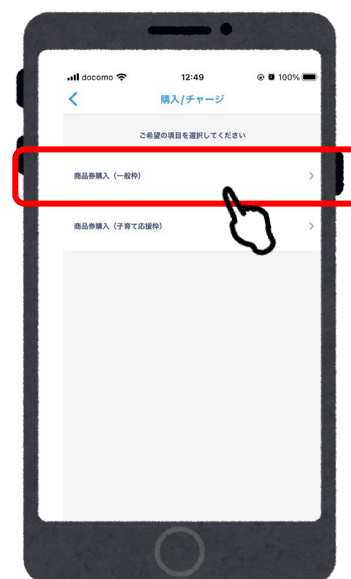 docomo 12:49 100%
購入/チャージ
ご希望の項目を選択してください
商品券購入（一般枠）
商品券購入（子育て応援枠）